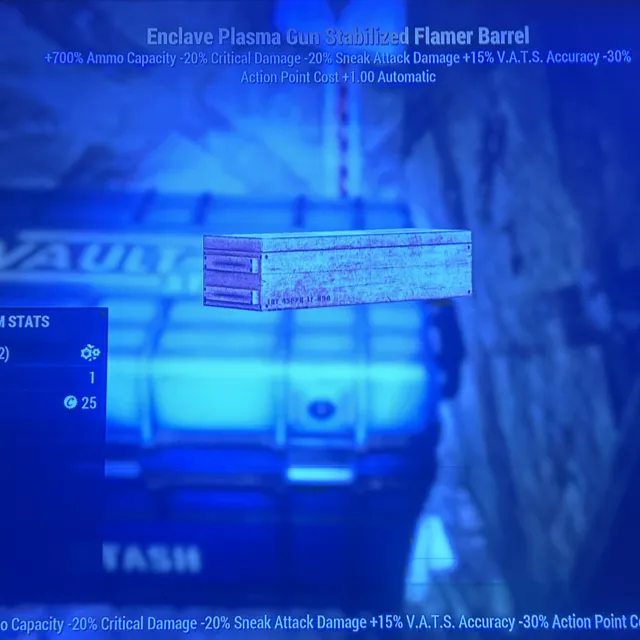 Enclave Plasma Gun Stabilized Flamer Barrel
+700% Ammo Capacity -20% Critical Damage -20% Sneak Attack Damage +15% V.A.T.S. Accuracy -30%
Action Point Cost +1.00 Automatic
VAULT
STATS
2)
1
25
TASH
o Capacity -20% Critical Damage -20% Sneak Attack Damage +15% V.A.T.S. Accuracy -30% Action Point C